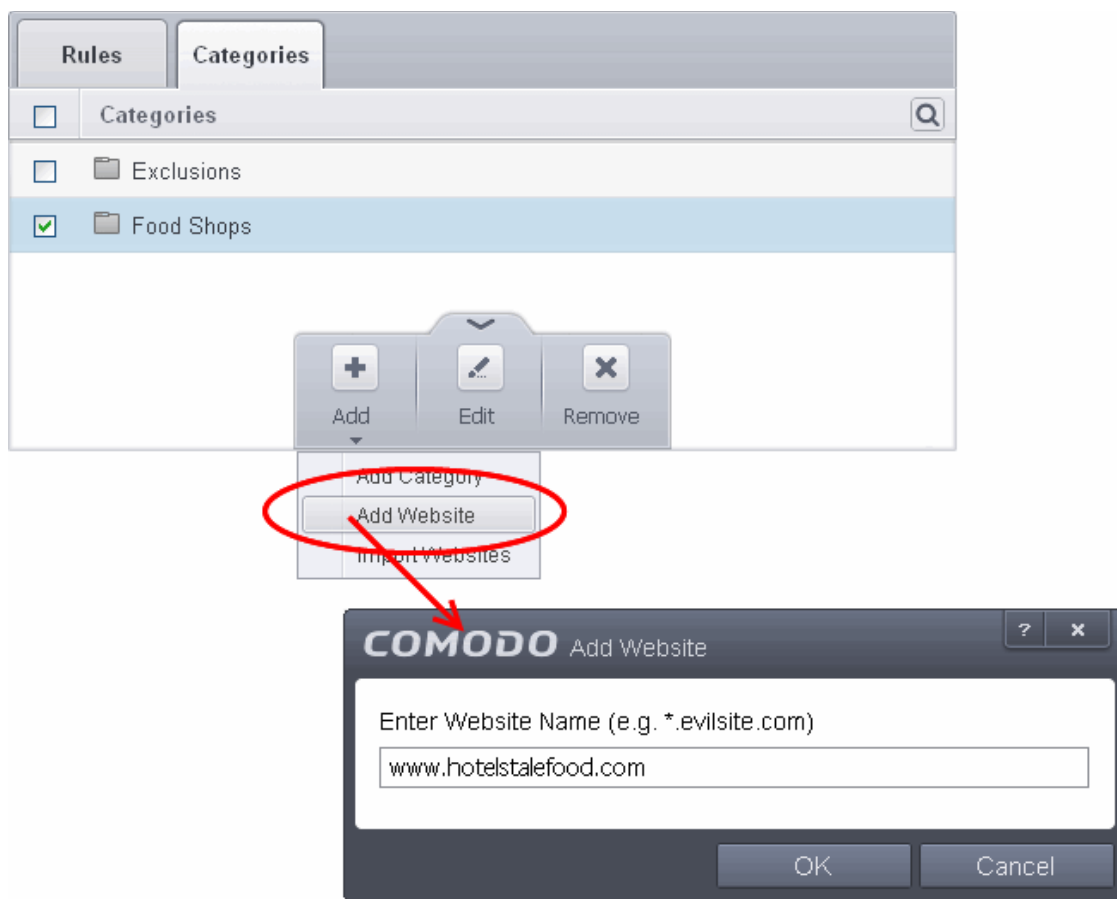 Rules Categories
Categories
Exclusions
Food Shops
Add Edit Remove
Add Category
Add Website
Import Websites
COMODO Add Website ? x
Enter Website Name (e.g. *.evilsite.com)
www.hotelstalefood.com
OK Cancel